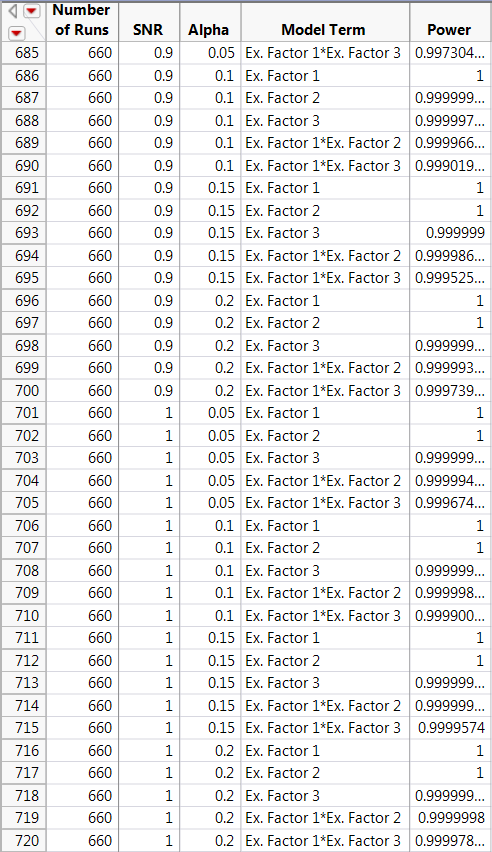 Number of Runs SNR Alpha Model Term Power
685 660 0.9 0.05 Ex. Factor 1*Ex. Factor 3 0.997304...
686 660 0.9 0.1 Ex. Factor 1 1
687 660 0.9 0.1 Ex. Factor 2 0.999999...
688 660 0.9 0.1 Ex. Factor 3 0.999997...
689 660 0.9 0.1 Ex. Factor 1*Ex. Factor 2 0.999966...
690 660 0.9 0.1 Ex. Factor 1*Ex. Factor 3 0.999019...
691 660 0.9 0.15 Ex. Factor 1 1
692 660 0.9 0.15 Ex. Factor 2 1
693 660 0.9 0.15 Ex. Factor 3 0.999999
694 660 0.9 0.15 Ex. Factor 1*Ex. Factor 2 0.999986...
695 660 0.9 0.15 Ex. Factor 1*Ex. Factor 3 0.999525...
696 660 0.9 0.2 Ex. Factor 1 1
697 660 0.9 0.2 Ex. Factor 2 1
698 660 0.9 0.2 Ex. Factor 3 0.999999...
699 660 0.9 0.2 Ex. Factor 1*Ex. Factor 2 0.999993...
700 660 0.9 0.2 Ex. Factor 1*Ex. Factor 3 0.999739...
701 660 1 0.05 Ex. Factor 1 1
702 660 1 0.05 Ex. Factor 2 1
703 660 1 0.05 Ex. Factor 3 0.999999...
704 660 1 0.05 Ex. Factor 1*Ex. Factor 2 0.999994...
705 660 1 0.05 Ex. Factor 1*Ex. Factor 3 0.999674...
706 660 1 0.1 Ex. Factor 1 1
707 660 1 0.1 Ex. Factor 2 1
708 660 1 0.1 Ex. Factor 3 0.999999...
709 660 1 0.1 Ex. Factor 1*Ex. Factor 2 0.999998...
710 660 1 0.1 Ex. Factor 1*Ex. Factor 3 0.999900...
711 660 1 0.15 Ex. Factor 1 1
712 660 1 0.15 Ex. Factor 2 1
713 660 1 0.15 Ex. Factor 3 0.999999...
714 660 1 0.15 Ex. Factor 1*Ex. Factor 2 0.999999...
715 660 1 0.15 Ex. Factor 1*Ex. Factor 3 0.9999574
716 660 1 0.2 Ex. Factor 1 1
717 660 1 0.2 Ex. Factor 2 1
718 660 1 0.2 Ex. Factor 3 0.999999...
719 660 1 0.2 Ex. Factor 1*Ex. Factor 2 0.9999998
720 660 1 0.2 Ex. Factor 1*Ex. Factor 3 0.999978...